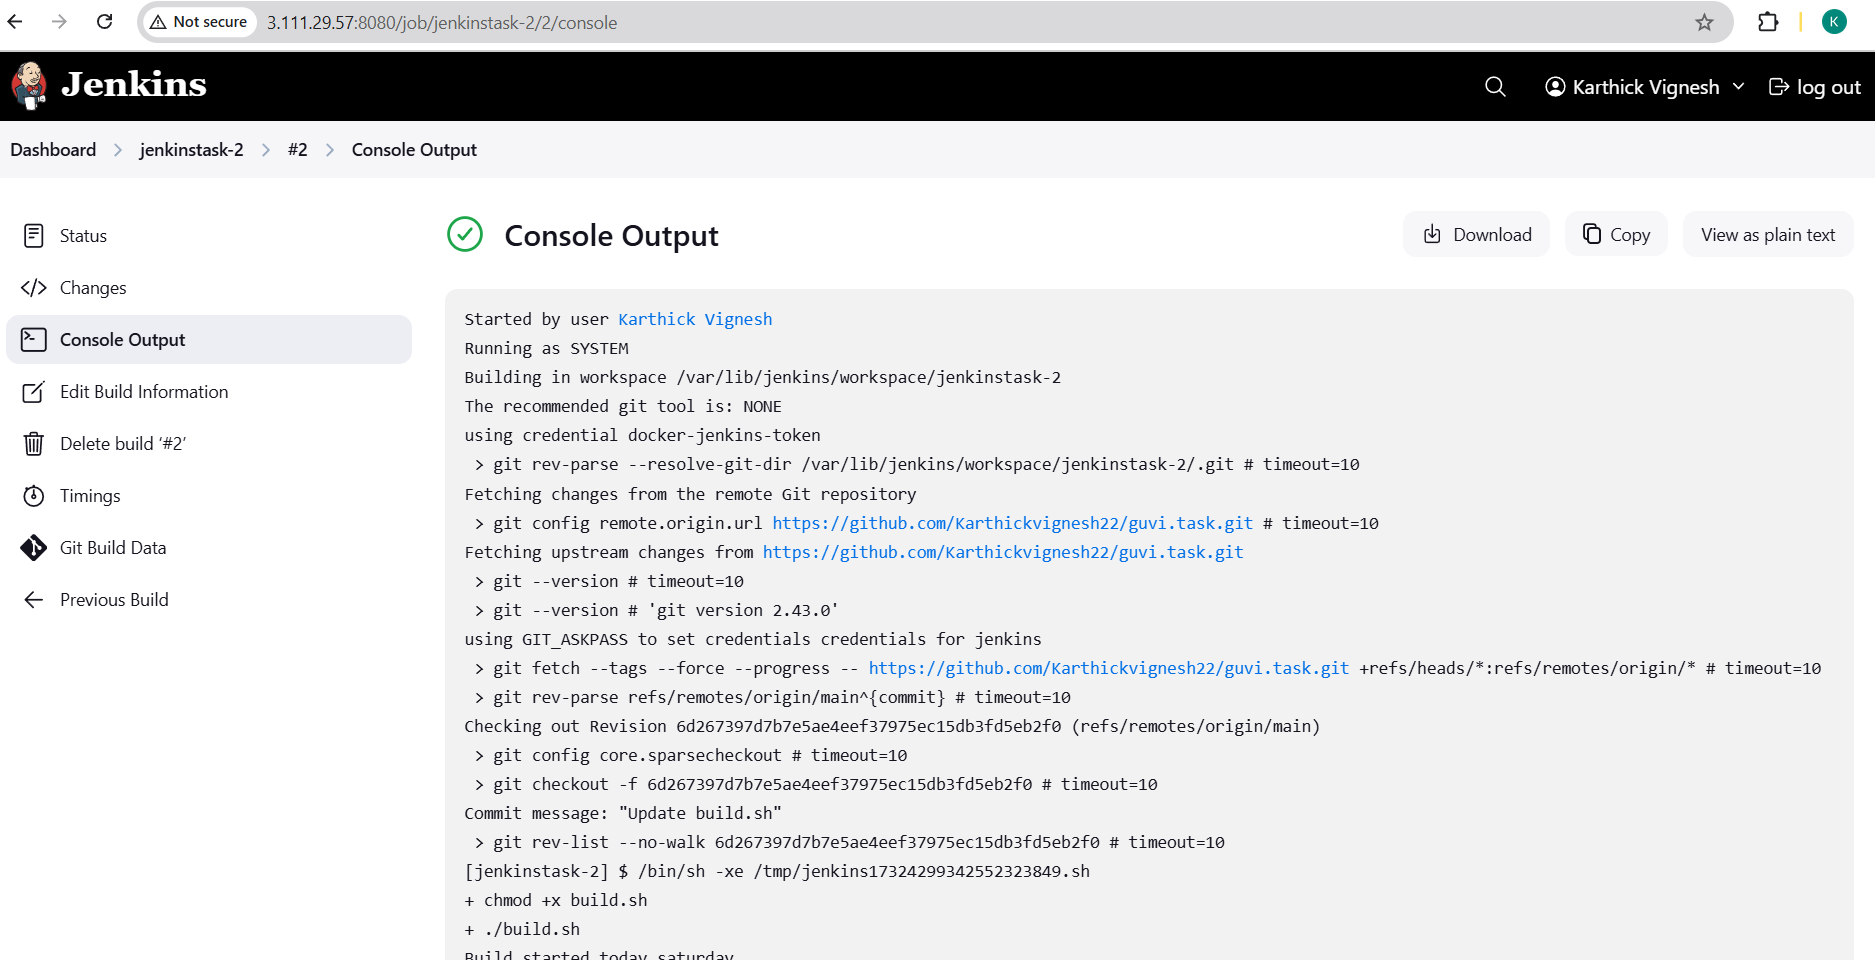 Not secure 3.111.29.57:8080/job/jenkinstask-2/2/console K
Jenkins Karthick Vignesh log out
Dashboard jenkinstask-2 #2 Console Output
Status
Changes
Console Output
Edit Build Information
Delete build ‘#2’
Timings
Git Build Data
Previous Build
Console Output Download Copy View as plain text
Started by user Karthick Vignesh
Running as SYSTEM
Building in workspace /var/lib/jenkins/workspace/jenkinstask-2
The recommended git tool is: NONE
using credential docker-jenkins-token
> git rev-parse --resolve-git-dir /var/lib/jenkins/workspace/jenkinstask-2/.git # timeout=10
Fetching changes from the remote Git repository
> git config remote.origin.url https://github.com/Karthickvignesh22/guvi.task.git # timeout=10
Fetching upstream changes from https://github.com/Karthickvignesh22/guvi.task.git
> git --version # timeout=10
> git --version # 'git version 2.43.0'
using GIT_ASKPASS to set credentials credentials for jenkins
> git fetch --tags --force --progress -- https://github.com/Karthickvignesh22/guvi.task.git +refs/heads/*:refs/remotes/origin/* # timeout=10
> git rev-parse refs/remotes/origin/main^{commit} # timeout=10
Checking out Revision 6d267397d7b7e5ae4eef37975ec15db3fd5eb2f0 (refs/remotes/origin/main)
> git config core.sparsecheckout # timeout=10
> git checkout -f 6d267397d7b7e5ae4eef37975ec15db3fd5eb2f0 # timeout=10
Commit message: "Update build.sh"
> git rev-list --no-walk 6d267397d7b7e5ae4eef37975ec15db3fd5eb2f0 # timeout=10
[jenkinstask-2] $ /bin/sh -xe /tmp/jenkins17324299342552323849.sh
+ chmod +x build.sh
+ ./build.sh
Build started today saturday